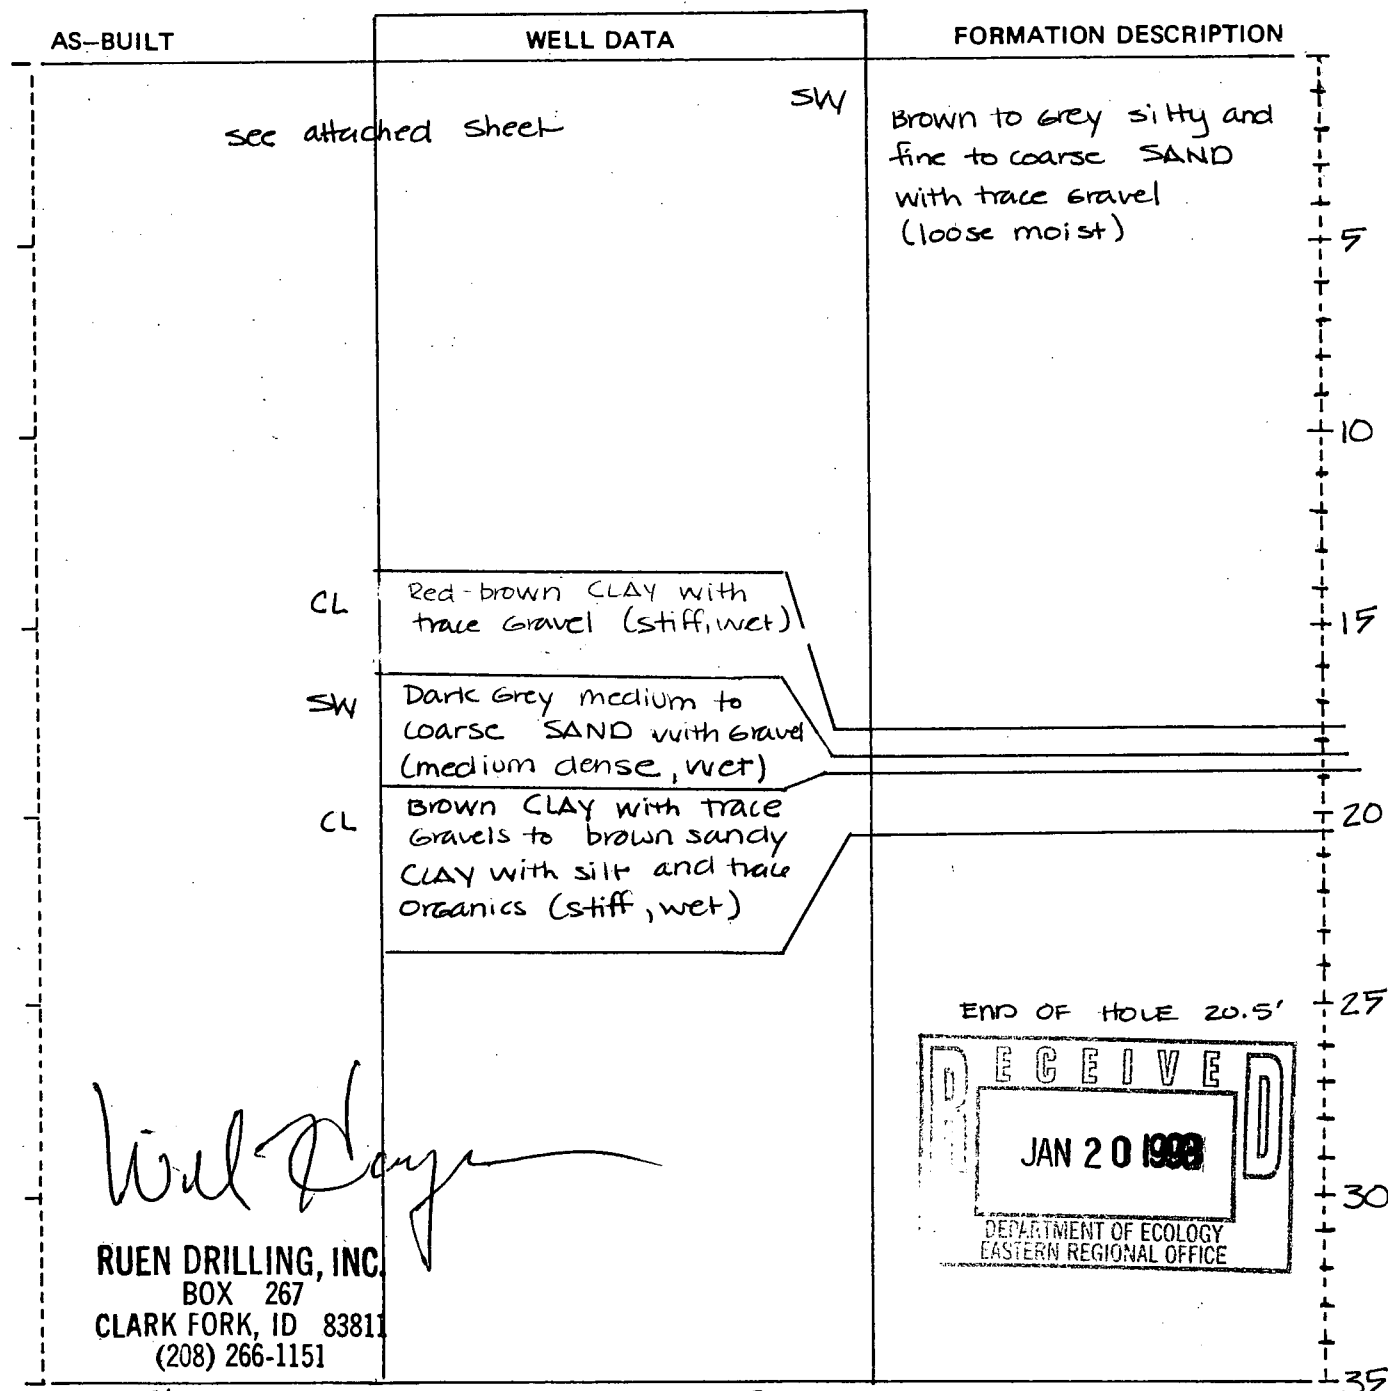 AS-BUILT WELL DATA FORMATION DESCRIPTION
see attached sheet
SW
Brown to Grey silty and
fine to coarse SAND
with trace Gravel
(loose moist)
5
10
CL
Red-brown CLAY with
trace Gravel (stiff, wet)
15
SW
Dark Grey medium to
coarse SAND with Gravel
(medium dense, wet)
CL
Brown CLAY with trace
Gravels to brown sandy
CLAY with silt and trace
organics (stiff, wet)
20
END OF HOLE 20.5'
25
RECEIVED
JAN 20
DEPARTMENT OF ECOLOGY
EASTERN REGIONAL OFFICE
30
RUEN DRILLING, INC.
BOX 267
CLARK FORK, ID 83811
(208) 266-1151
35